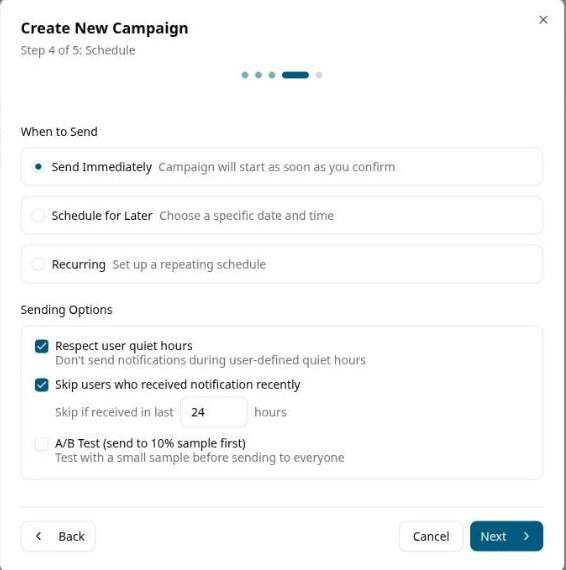 Create New Campaign
Step 4 of 5: Schedule
When to Send
Send Immediately Campaign will start as soon as you confirm
Schedule for Later Choose a specific date and time
Recurring Set up a repeating schedule
Sending Options
Respect user quiet hours
Don't send notifications during user-defined quiet hours
Skip users who received notification recently
Skip if received in last 24 hours
A/B Test (send to 10% sample first)
Test with a small sample before sending to everyone
Back Cancel Next